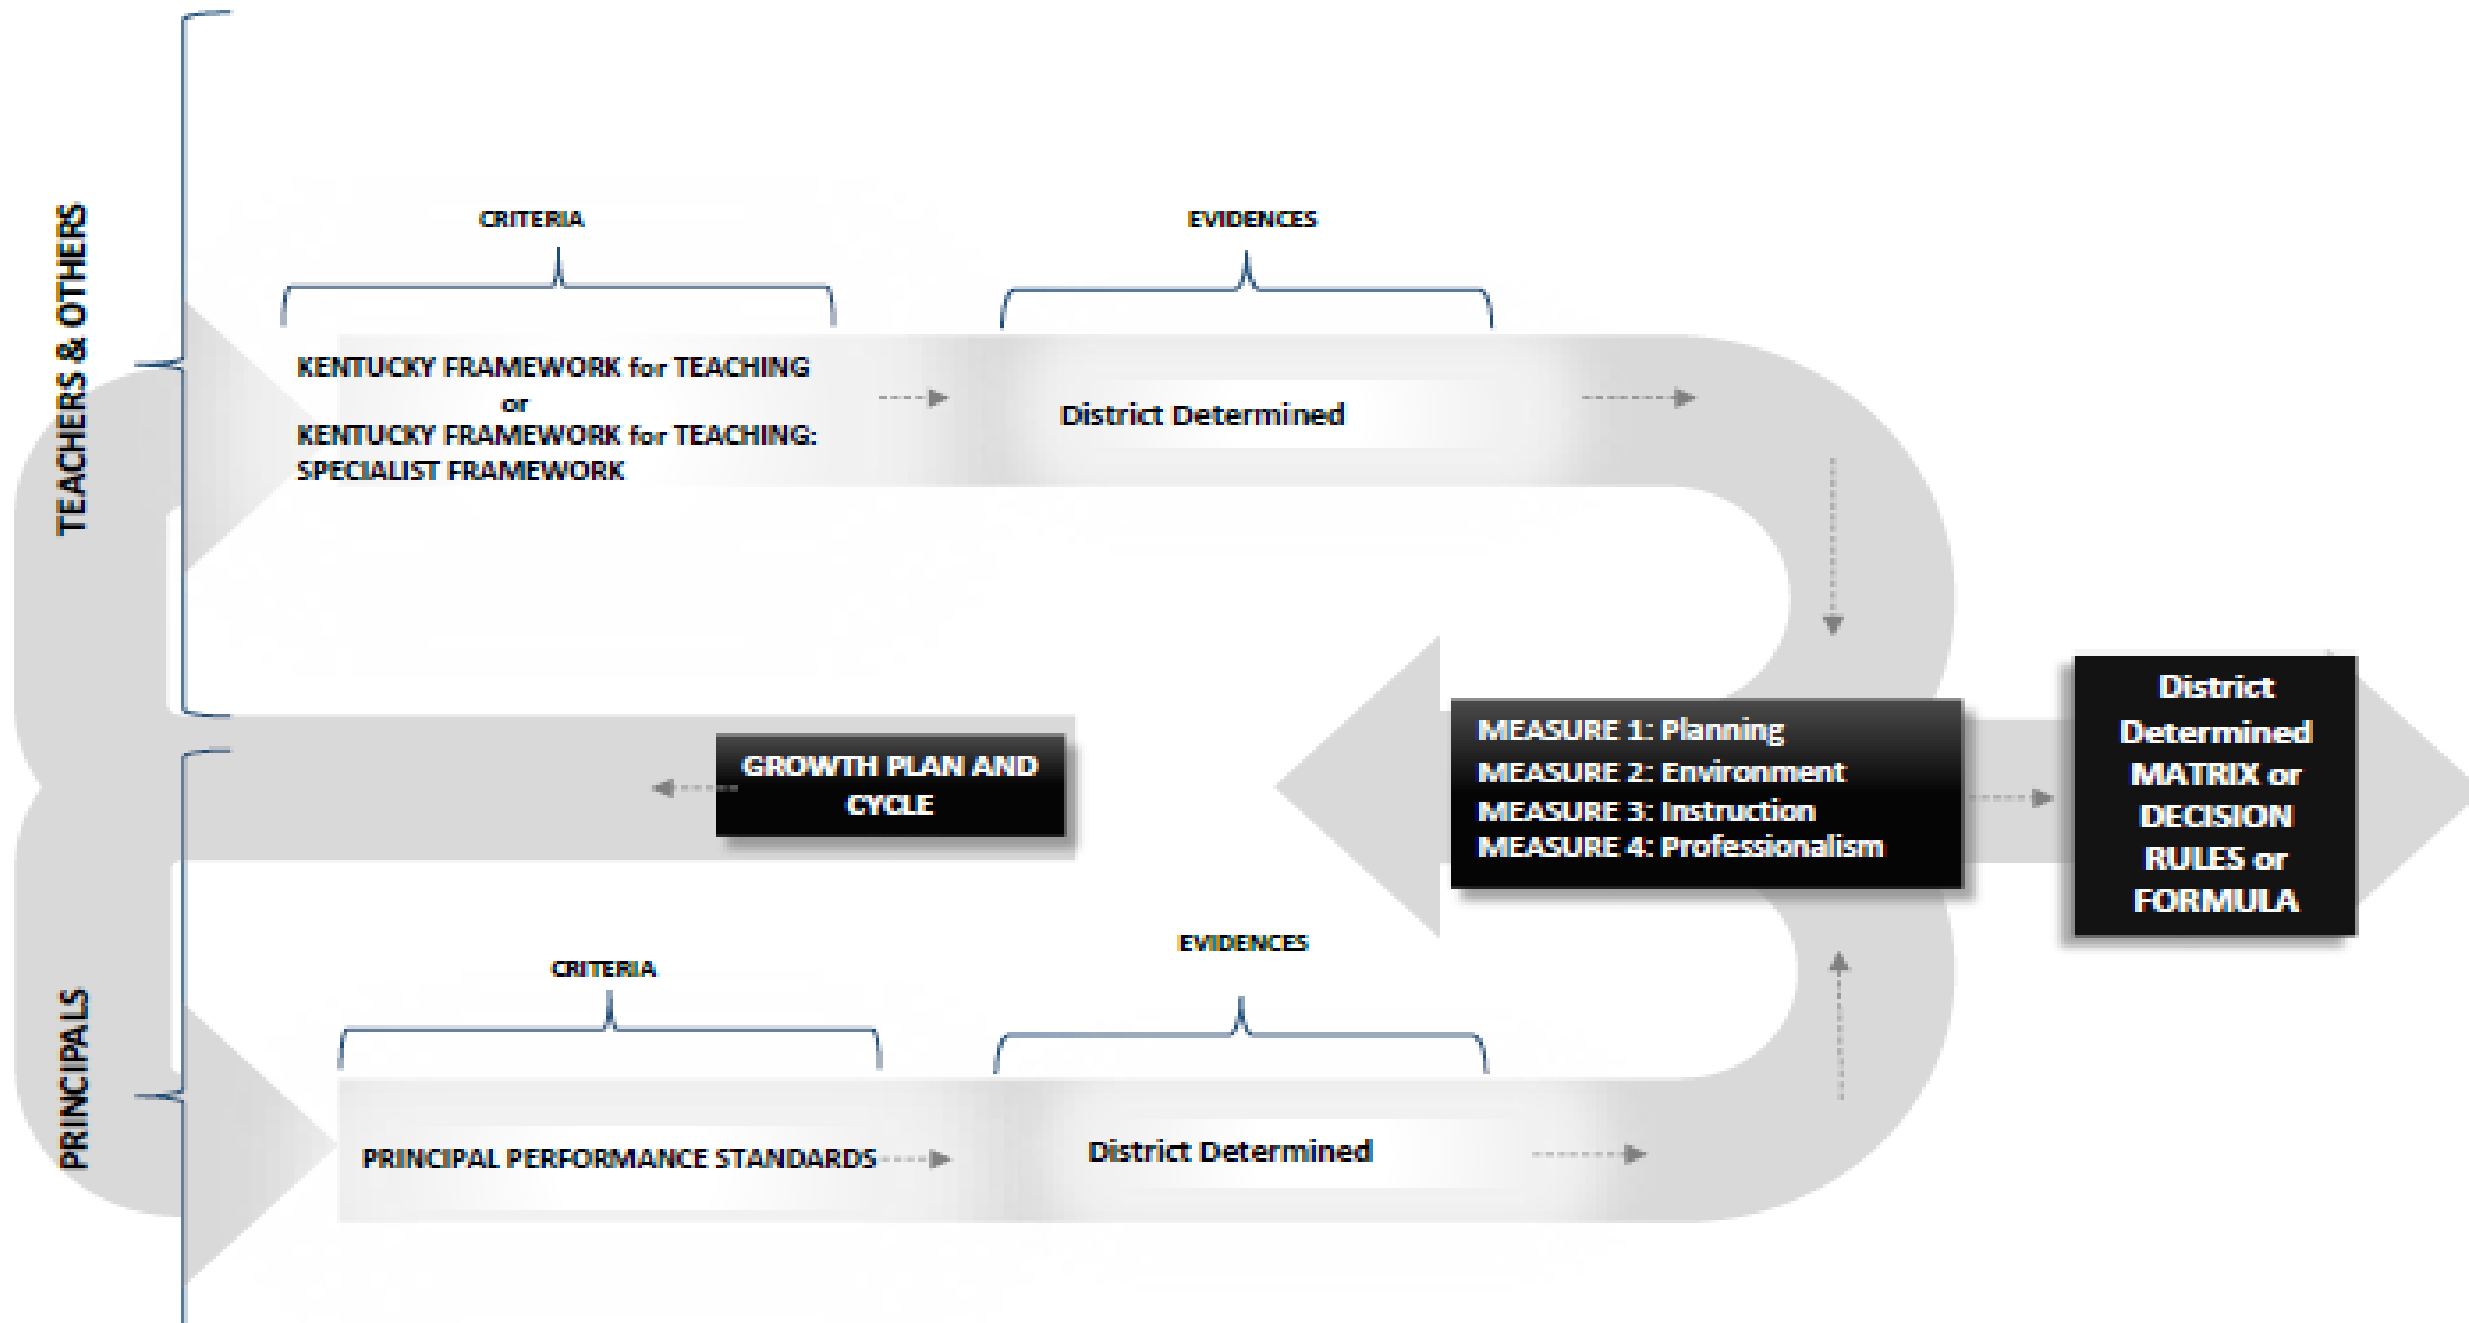 TEACHERS & OTHERS
CRITERIA
EVIDENCES
KENTUCKY FRAMEWORK for TEACHING
or
KENTUCKY FRAMEWORK for TEACHING:
SPECIALIST FRAMEWORK
District Determined
GROWTH PLAN AND
CYCLE
MEASURE 1: Planning
MEASURE 2: Environment
MEASURE 3: Instruction
MEASURE 4: Professionalism
District
Determined
MATRIX or
DECISION
RULES or
FORMULA
PRINCIPALS
CRITERIA
EVIDENCES
PRINCIPAL PERFORMANCE STANDARDS
District Determined